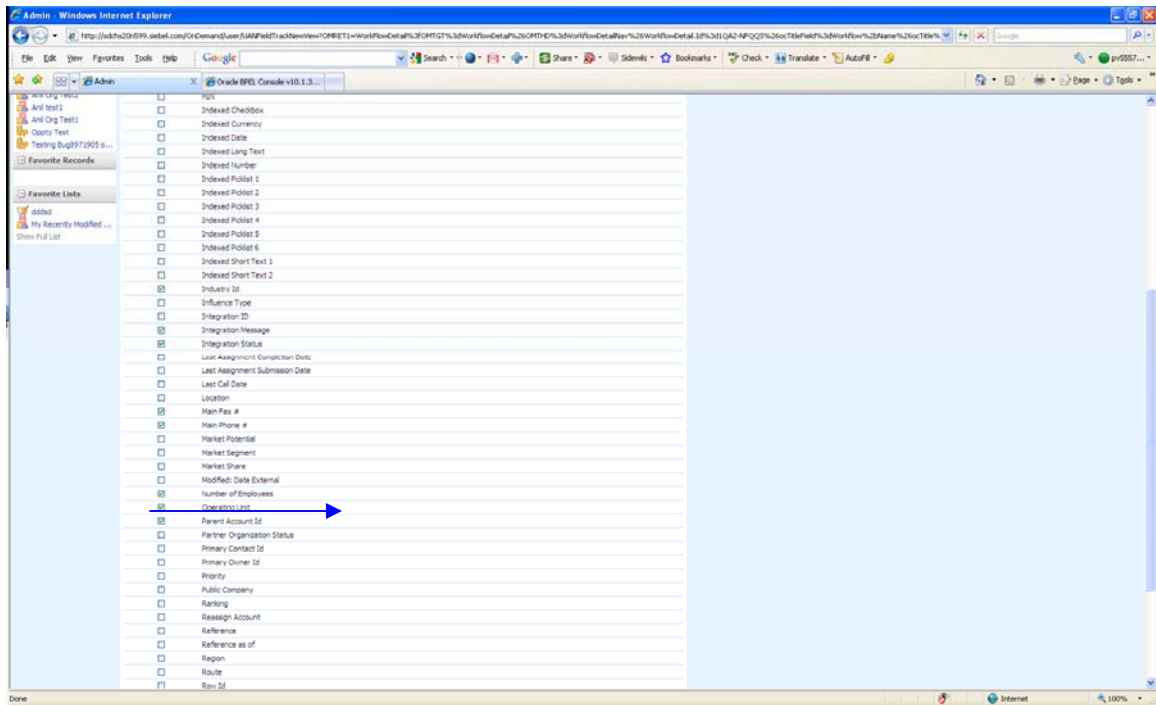 Admin - Windows Internet Explorer
File Edit View Favorites Tools Help
Google
Search
Share
Sidewiki
Bookmarks
Check
Translate
AutoFill
pv5557...
Admin
Oracle BPEL Console v10.1.3...
Page
Tools
Anl test1
Anl Org Test1
Oppty Test
Testing Bug8971905 o...
Favorite Records
Favorite Lists
ddded
My Recently Modified ...
Show Full List
Indexed Checkbox
Indexed Currency
Indexed Date
Indexed Long Text
Indexed Number
Indexed Picklist 1
Indexed Picklist 2
Indexed Picklist 3
Indexed Picklist 4
Indexed Picklist 5
Indexed Picklist 6
Indexed Short Text 1
Indexed Short Text 2
Industry Id
Influence Type
Integration ID
Integration Message
Integration Status
Last Assignment Completion Date
Last Assignment Submission Date
Last Call Date
Location
Main Fax #
Main Phone #
Market Potential
Market Segment
Market Share
Modified: Date External
Number of Employees
Operating Unit
Parent Account Id
Partner Organization Status
Primary Contact Id
Primary Owner Id
Priority
Public Company
Ranking
Reassign Account
Reference
Reference as of
Region
Route
Row Id
Done
Internet
100%